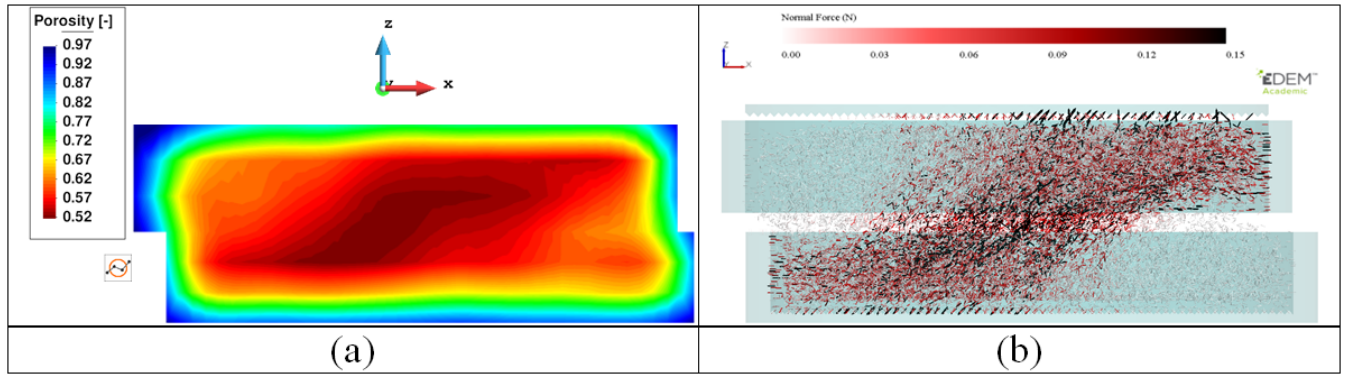 Porosity [-]
0.97
0.92
0.87
0.82
0.77
0.72
0.67
0.62
0.57
0.52
z
Y
x
Normal Force (N)
0.00 0.03 0.06 0.09 0.12 0.15
Z
X
EDEM™
Academic
(a) (b)